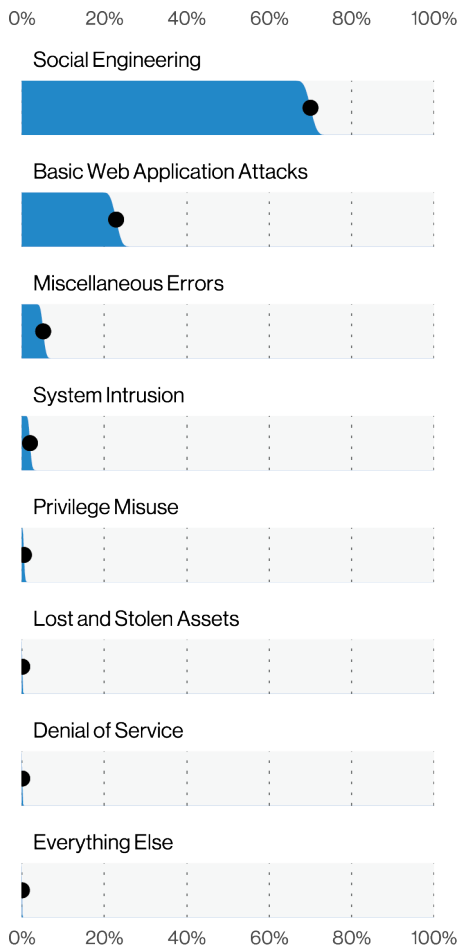 0% 20% 40% 60% 80% 100%
Social Engineering
Basic Web Application Attacks
Miscellaneous Errors
System Intrusion
Privilege Misuse
Lost and Stolen Assets
Denial of Service
Everything Else
0% 20% 40% 60% 80% 100%